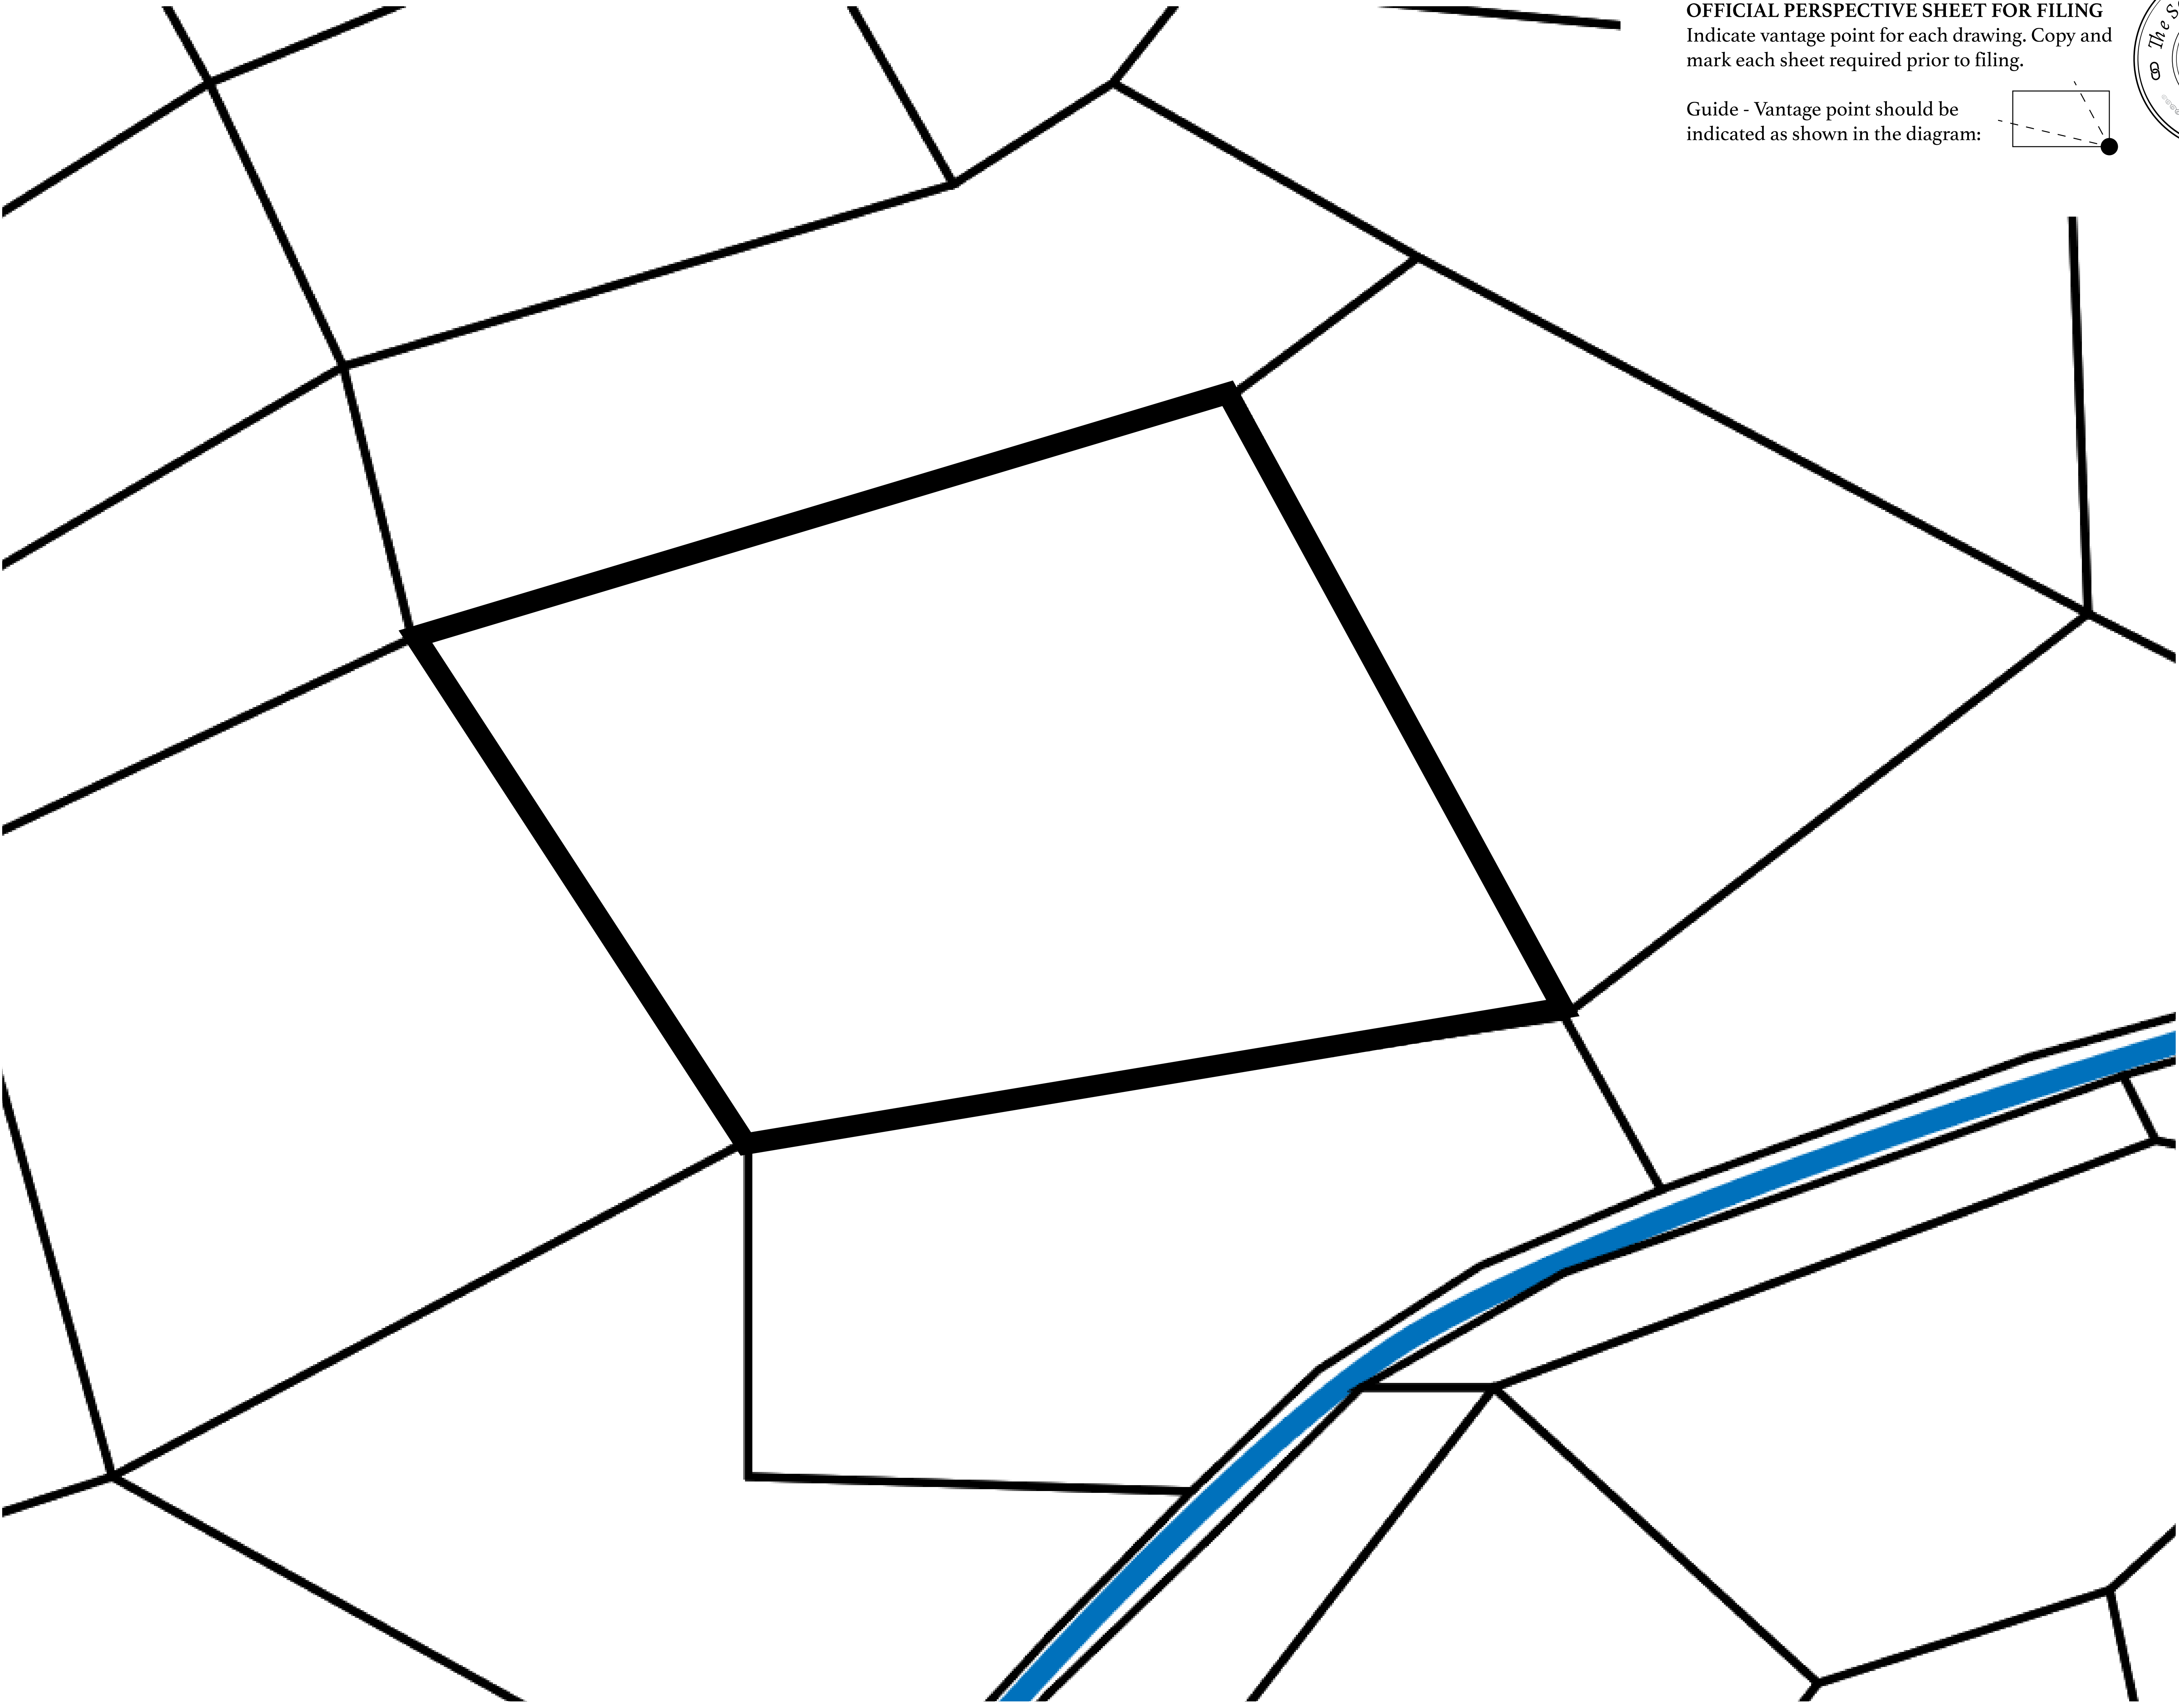 OFFICIAL PERSPECTIVE SHEET FOR FILING
Indicate vantage point for each drawing. Copy and
mark each sheet required prior to filing.
Guide - Vantage point should be
indicated as shown in the diagram:
The